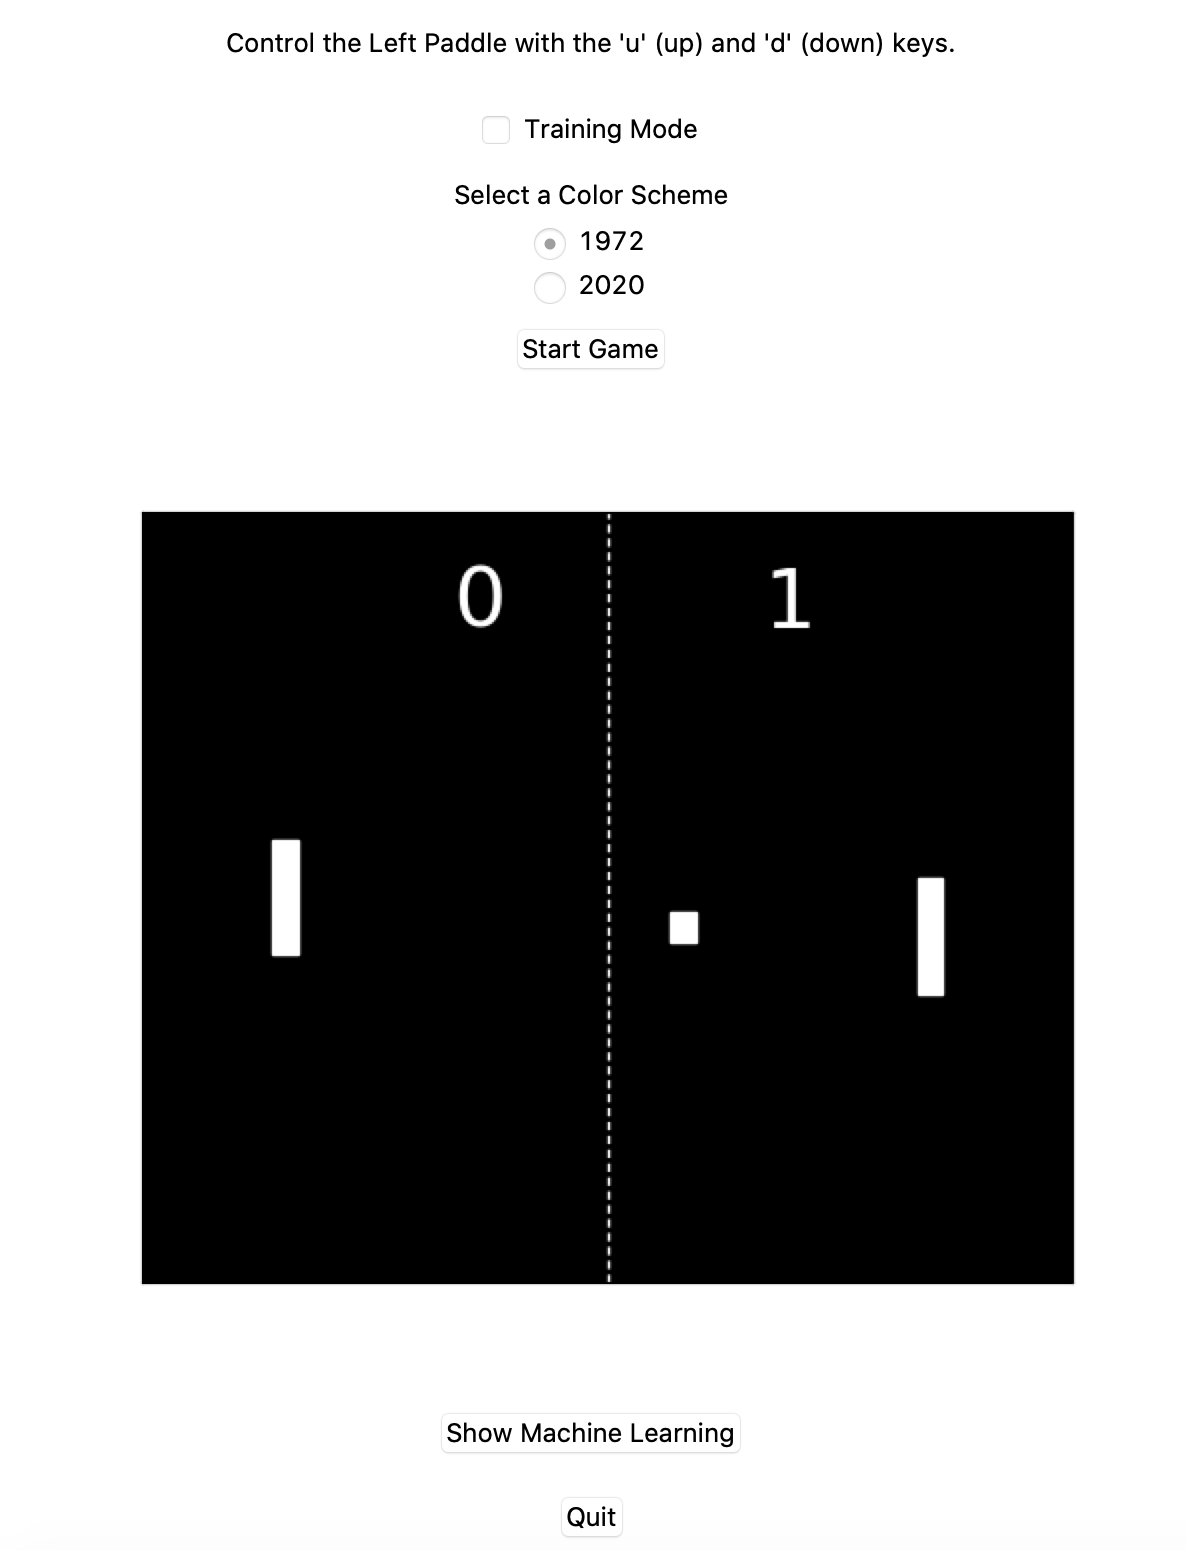 Control the Left Paddle with the 'u' (up) and 'd' (down) keys.
Training Mode
Select a Color Scheme
1972
2020
Start Game
0 1
Show Machine Learning
Quit